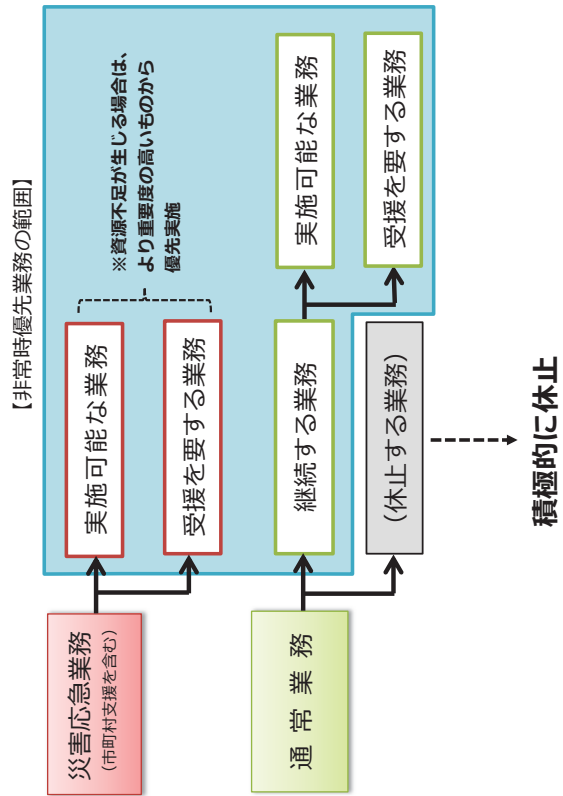 【非常時優先業務の範囲】
災害応急業務
(市町村支援を含む)
実施可能な業務
受援を要する業務
※資源不足が生じる場合は、
より重要度の高いものから
優先実施
通常業務
継続する業務
(休止する業務)
実施可能な業務
受援を要する業務
積極的に休止